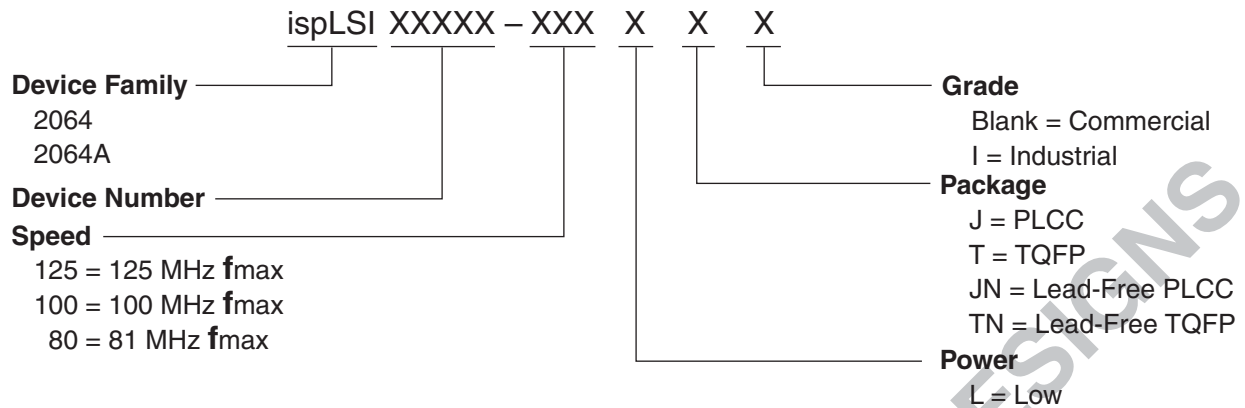 ispLSI XXXXX – XXX X X X
Device Family
2064
2064A
Device Number
Speed
125 = 125 MHz fmax
100 = 100 MHz fmax
80 = 81 MHz fmax
Grade
Blank = Commercial
I = Industrial
Package
J = PLCC
T = TQFP
JN = Lead-Free PLCC
TN = Lead-Free TQFP
Power
L = Low
ESIGNS